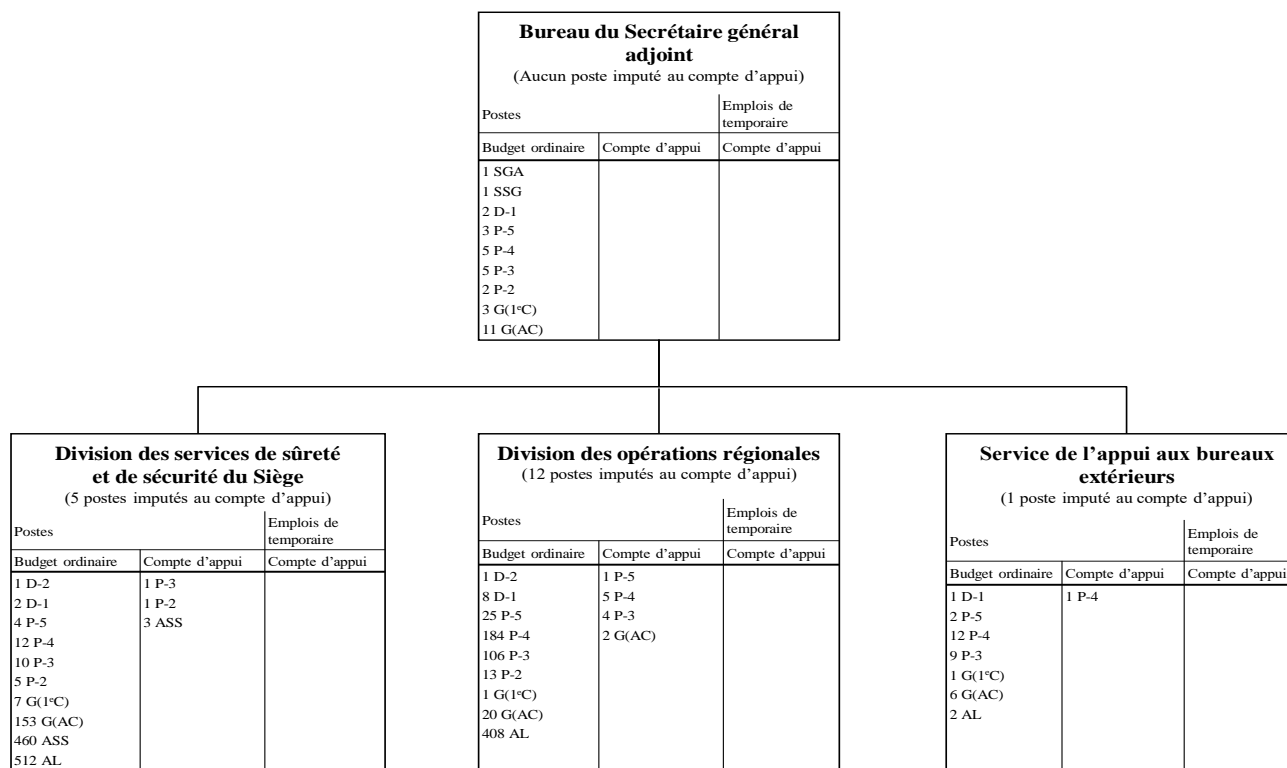 Bureau du Secrétaire général
adjoint
(Aucun poste imputé au compte d’appui)
Postes
Emplois de
temporaire
Budget ordinaire
Compte d’appui
Compte d’appui
1 SGA
1 SSG
2 D-1
3 P-5
5 P-4
5 P-3
2 P-2
3 G(1ᵉC)
11 G(AC)
Division des services de sûreté
et de sécurité du Siège
(5 postes imputés au compte d’appui)
Postes
Emplois de
temporaire
Budget ordinaire
Compte d’appui
Compte d’appui
1 D-2
2 D-1
4 P-5
12 P-4
10 P-3
5 P-2
7 G(1ᵉC)
153 G(AC)
460 ASS
512 AL
1 P-3
1 P-2
3 ASS
Division des opérations régionales
(12 postes imputés au compte d’appui)
Postes
Emplois de
temporaire
Budget ordinaire
Compte d’appui
Compte d’appui
1 D-2
8 D-1
25 P-5
184 P-4
106 P-3
13 P-2
1 G(1ᵉC)
20 G(AC)
408 AL
1 P-5
5 P-4
4 P-3
2 G(AC)
Service de l’appui aux bureaux
extérieurs
(1 poste imputé au compte d’appui)
Postes
Emplois de
temporaire
Budget ordinaire
Compte d’appui
Compte d’appui
1 D-1
2 P-5
12 P-4
9 P-3
1 G(1ᵉC)
6 G(AC)
2 AL
1 P-4